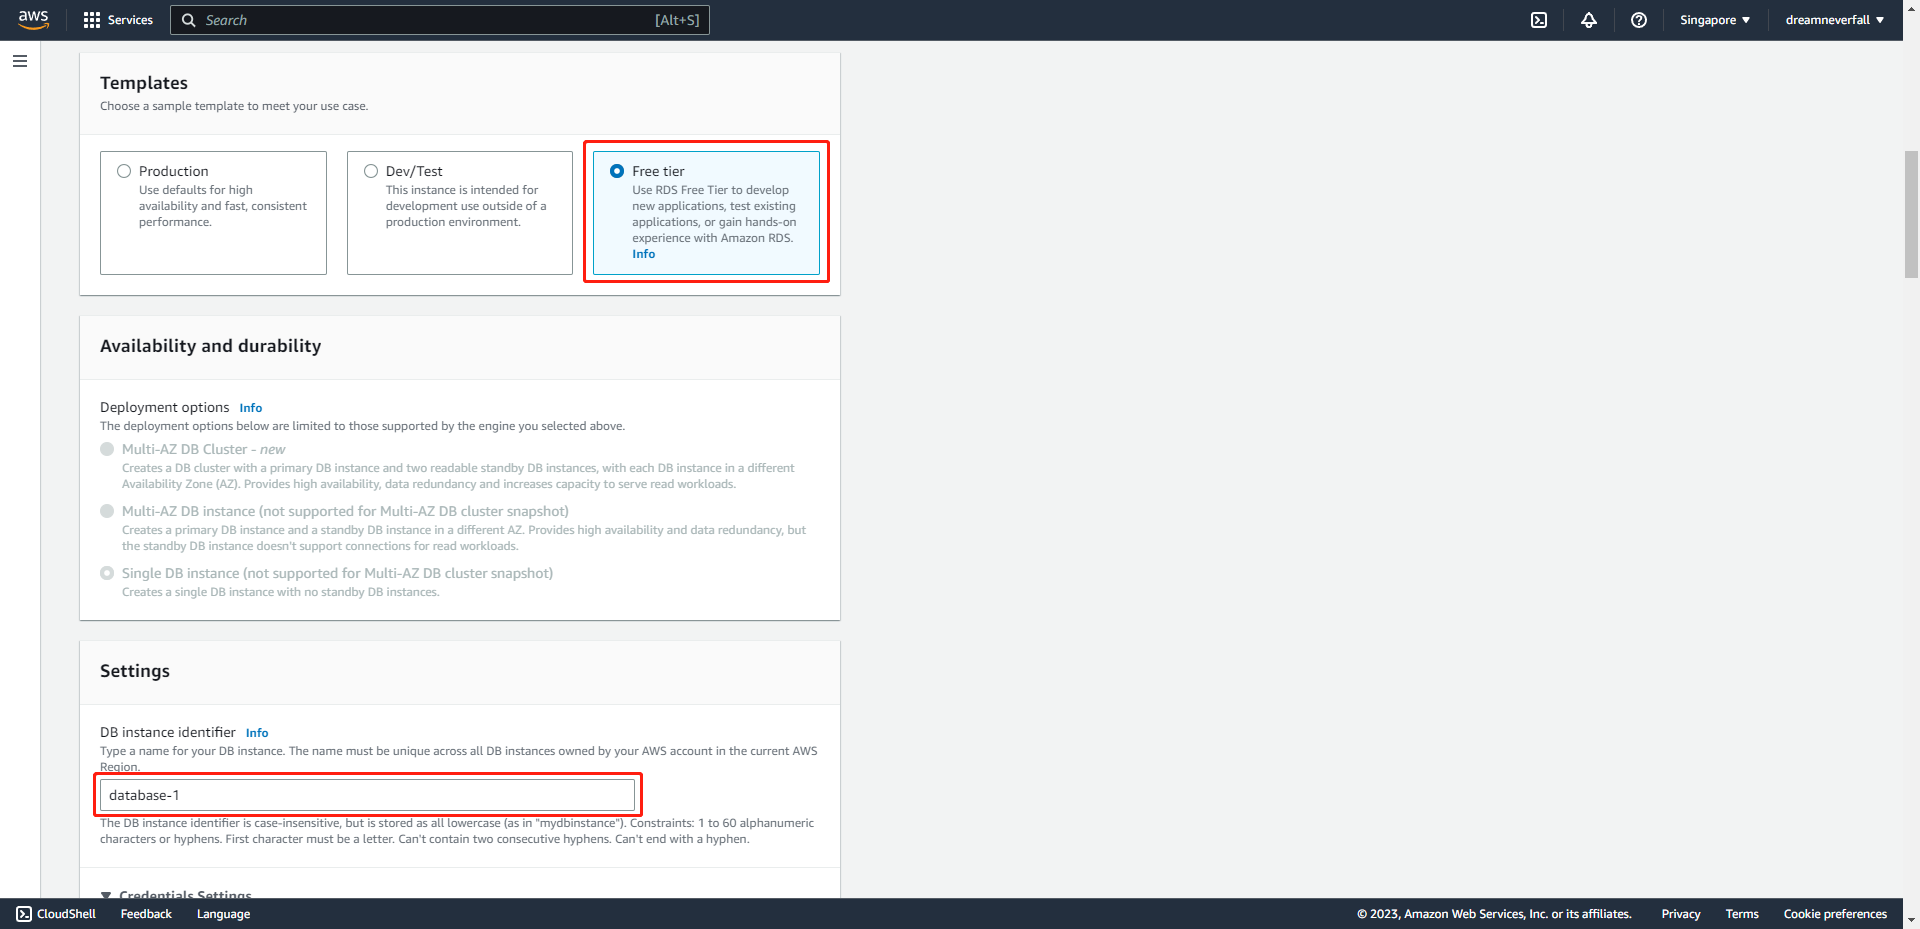 aws Services Search [Alt+S] Singapore dreamneverfall
Templates
Choose a sample template to meet your use case.
Production
Use defaults for high
availability and fast, consistent
performance.
Dev/Test
This instance is intended for
development use outside of a
production environment.
Free tier
Use RDS Free Tier to develop
new applications, test existing
applications, or gain hands-on
experience with Amazon RDS.
Info
Availability and durability
Deployment options Info
The deployment options below are limited to those supported by the engine you selected above.
Multi-AZ DB Cluster - new
Creates a DB cluster with a primary DB instance and two readable standby DB instances, with each DB instance in a different
Availability Zone (AZ). Provides high availability, data redundancy and increases capacity to serve read workloads.
Multi-AZ DB instance (not supported for Multi-AZ DB cluster snapshot)
Creates a primary DB instance and a standby DB instance in a different AZ. Provides high availability and data redundancy, but
the standby DB instance doesn't support connections for read workloads.
Single DB instance (not supported for Multi-AZ DB cluster snapshot)
Creates a single DB instance with no standby DB instances.
Settings
DB instance identifier Info
Type a name for your DB instance. The name must be unique across all DB instances owned by your AWS account in the current AWS
Region.
database-1
The DB instance identifier is case-insensitive, but is stored as all lowercase (as in "mydbinstance"). Constraints: 1 to 60 alphanumeric
characters or hyphens. First character must be a letter. Can't contain two consecutive hyphens. Can't end with a hyphen.
Credentials Settings
CloudShell Feedback Language © 2023, Amazon Web Services, Inc. or its affiliates. Privacy Terms Cookie preferences